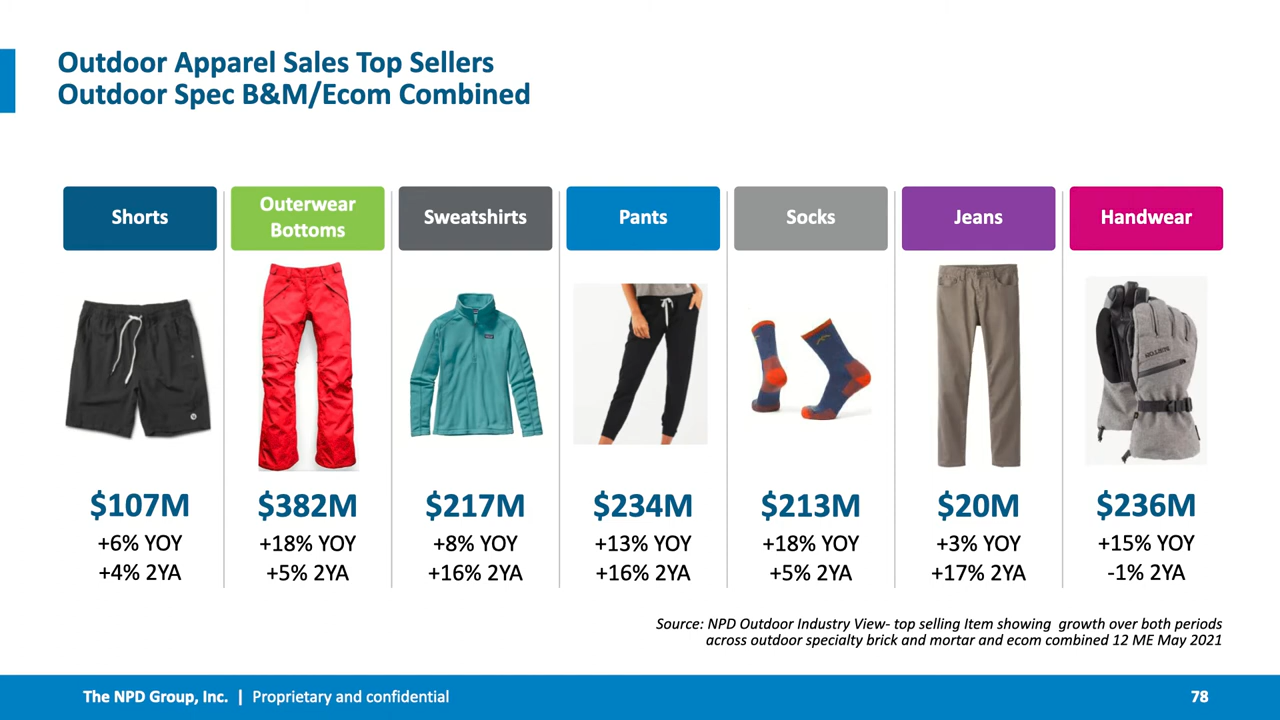 Outdoor Apparel Sales Top Sellers
Outdoor Spec B&M/Ecom Combined
Shorts
$107M
+6% YOY
+4% 2YA
Outerwear
Bottoms
$382M
+18% YOY
+5% 2YA
Sweatshirts
$217M
+8% YOY
+16% 2YA
Pants
$234M
+13% YOY
+16% 2YA
Socks
$213M
+18% YOY
+5% 2YA
Jeans
$20M
+3% YOY
+17% 2YA
Handwear
BURTON
$236M
+15% YOY
-1% 2YA
Source: NPD Outdoor Industry View- top selling Item showing  growth over both periods
across outdoor specialty brick and mortar and ecom combined 12 ME May 2021
The NPD Group, Inc. | Proprietary and confidential
78